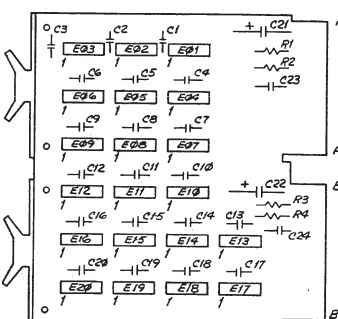 C3 C2 C1 + C21
E03 E02 E01 R1
1 1 1 R2
C6 C5 C4 C23
E06 E05 E04
1 1 1
C9 C8 C7
E09 E08 E07 A
1 1 1
C12 C11 C10 B
E12 E11 E10 + C22
1 1 1 R3
C16 C15 C14 C13 R4
C24
E16 E15 E14 E13
1 1 1 1
C20 C19 C18 C17
E20 E19 E18 E17
1 1 1 1 B